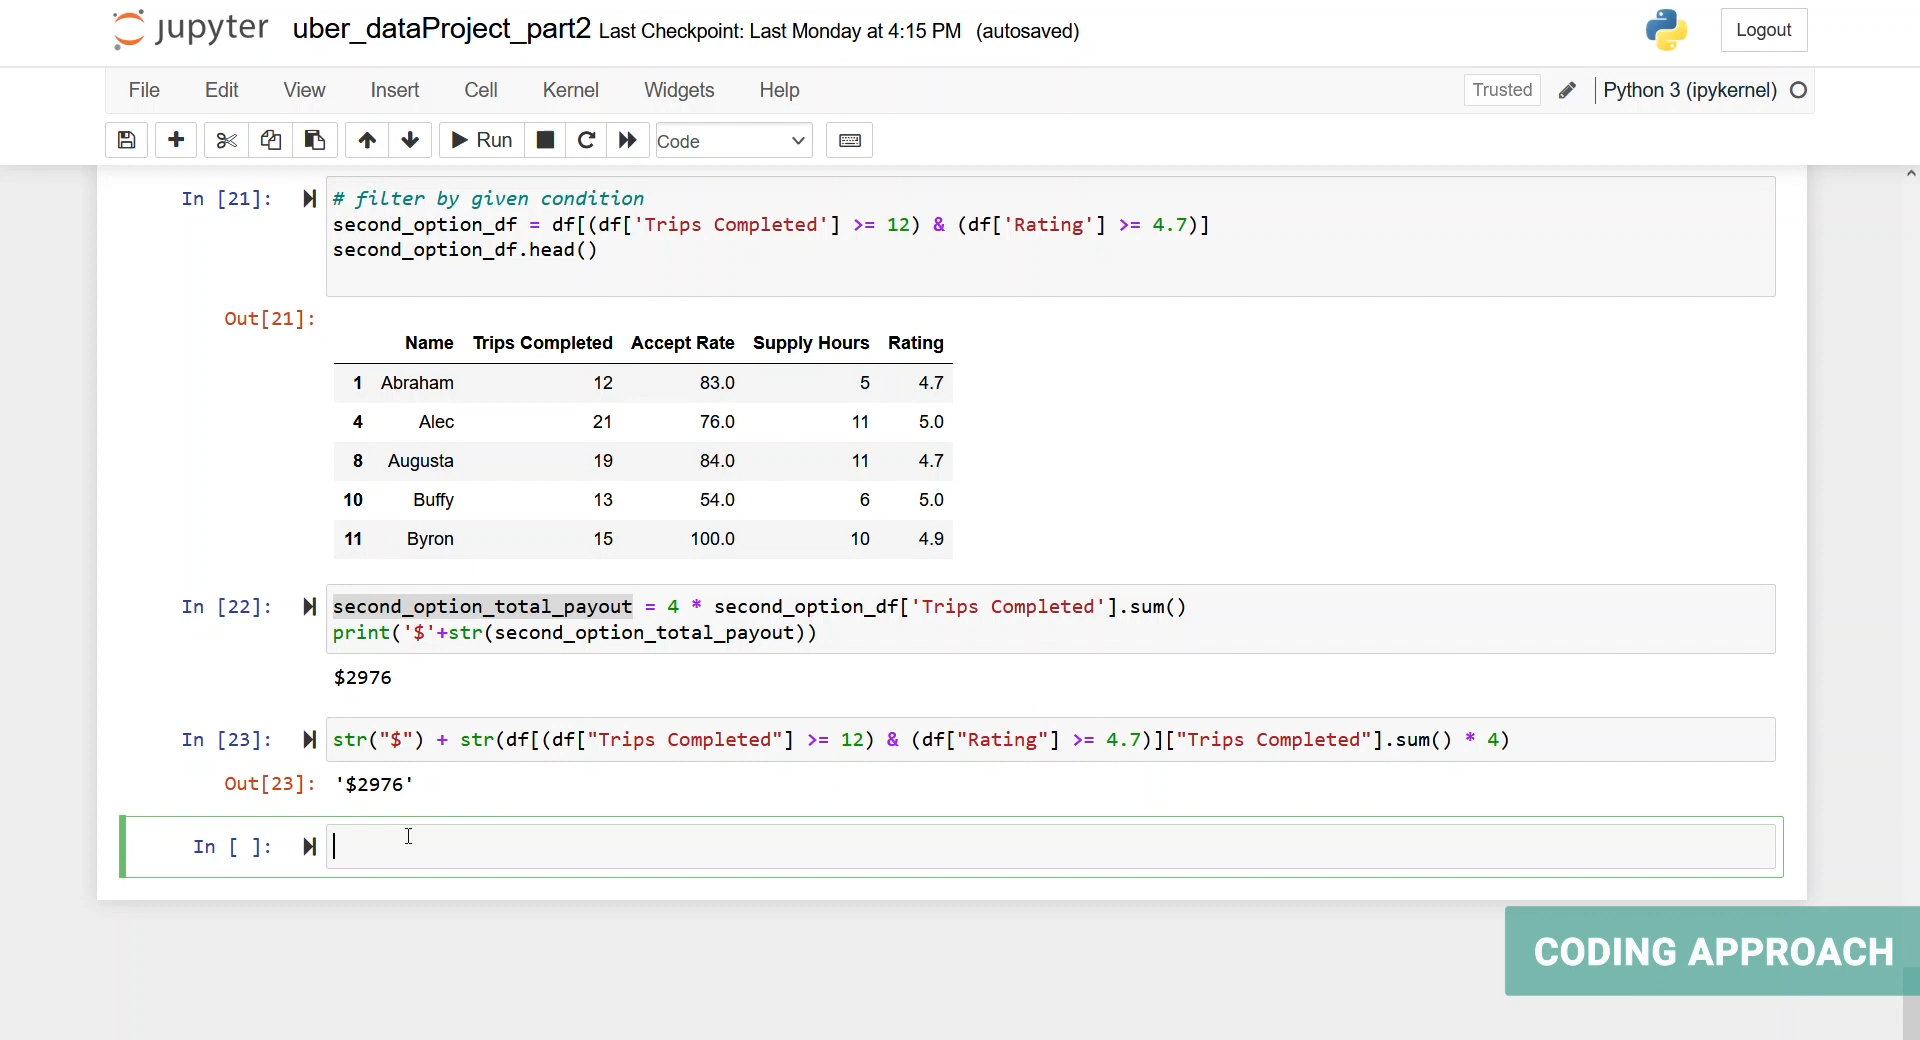 jupyter uber_dataProject_part2 Last Checkpoint: Last Monday at 4:15 PM (autosaved) Logout
File Edit View Insert Cell Kernel Widgets Help Trusted Python 3 (ipykernel)
Run Code
In [21]: # filter by given condition
second_option_df = df[(df['Trips Completed'] >= 12) & (df['Rating'] >= 4.7)]
second_option_df.head()
Out[21]:
Name Trips Completed Accept Rate Supply Hours Rating
1 Abraham 12 83.0 5 4.7
4 Alec 21 76.0 11 5.0
8 Augusta 19 84.0 11 4.7
10 Buffy 13 54.0 6 5.0
11 Byron 15 100.0 10 4.9
In [22]: second_option_total_payout = 4 * second_option_df['Trips Completed'].sum()
print('$'+str(second_option_total_payout))
$2976
In [23]: str("$") + str(df[(df["Trips Completed"] >= 12) & (df["Rating"] >= 4.7)]["Trips Completed"].sum() * 4)
Out[23]: '$2976'
In [ ]:
CODING APPROACH